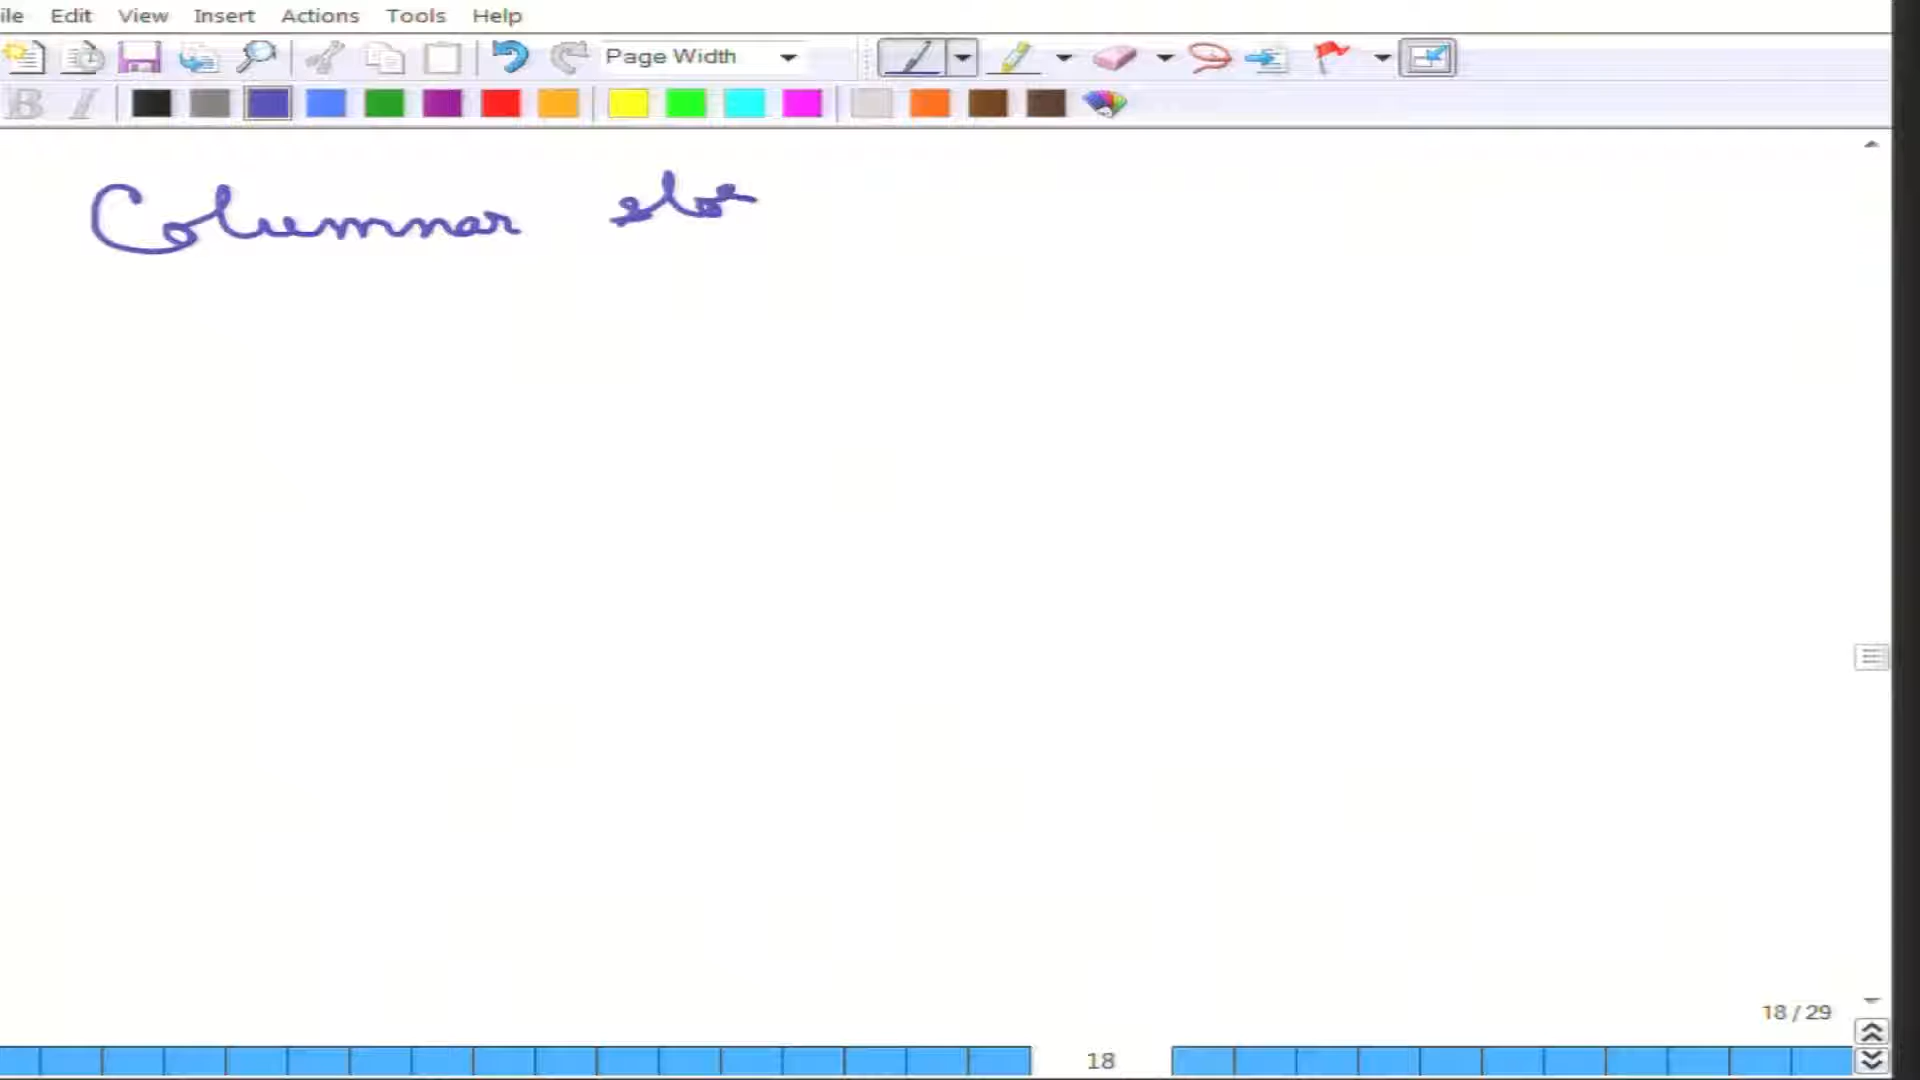 ile Edit View Insert Actions Tools Help
Page Width
B I
Columnar
18 / 29
18